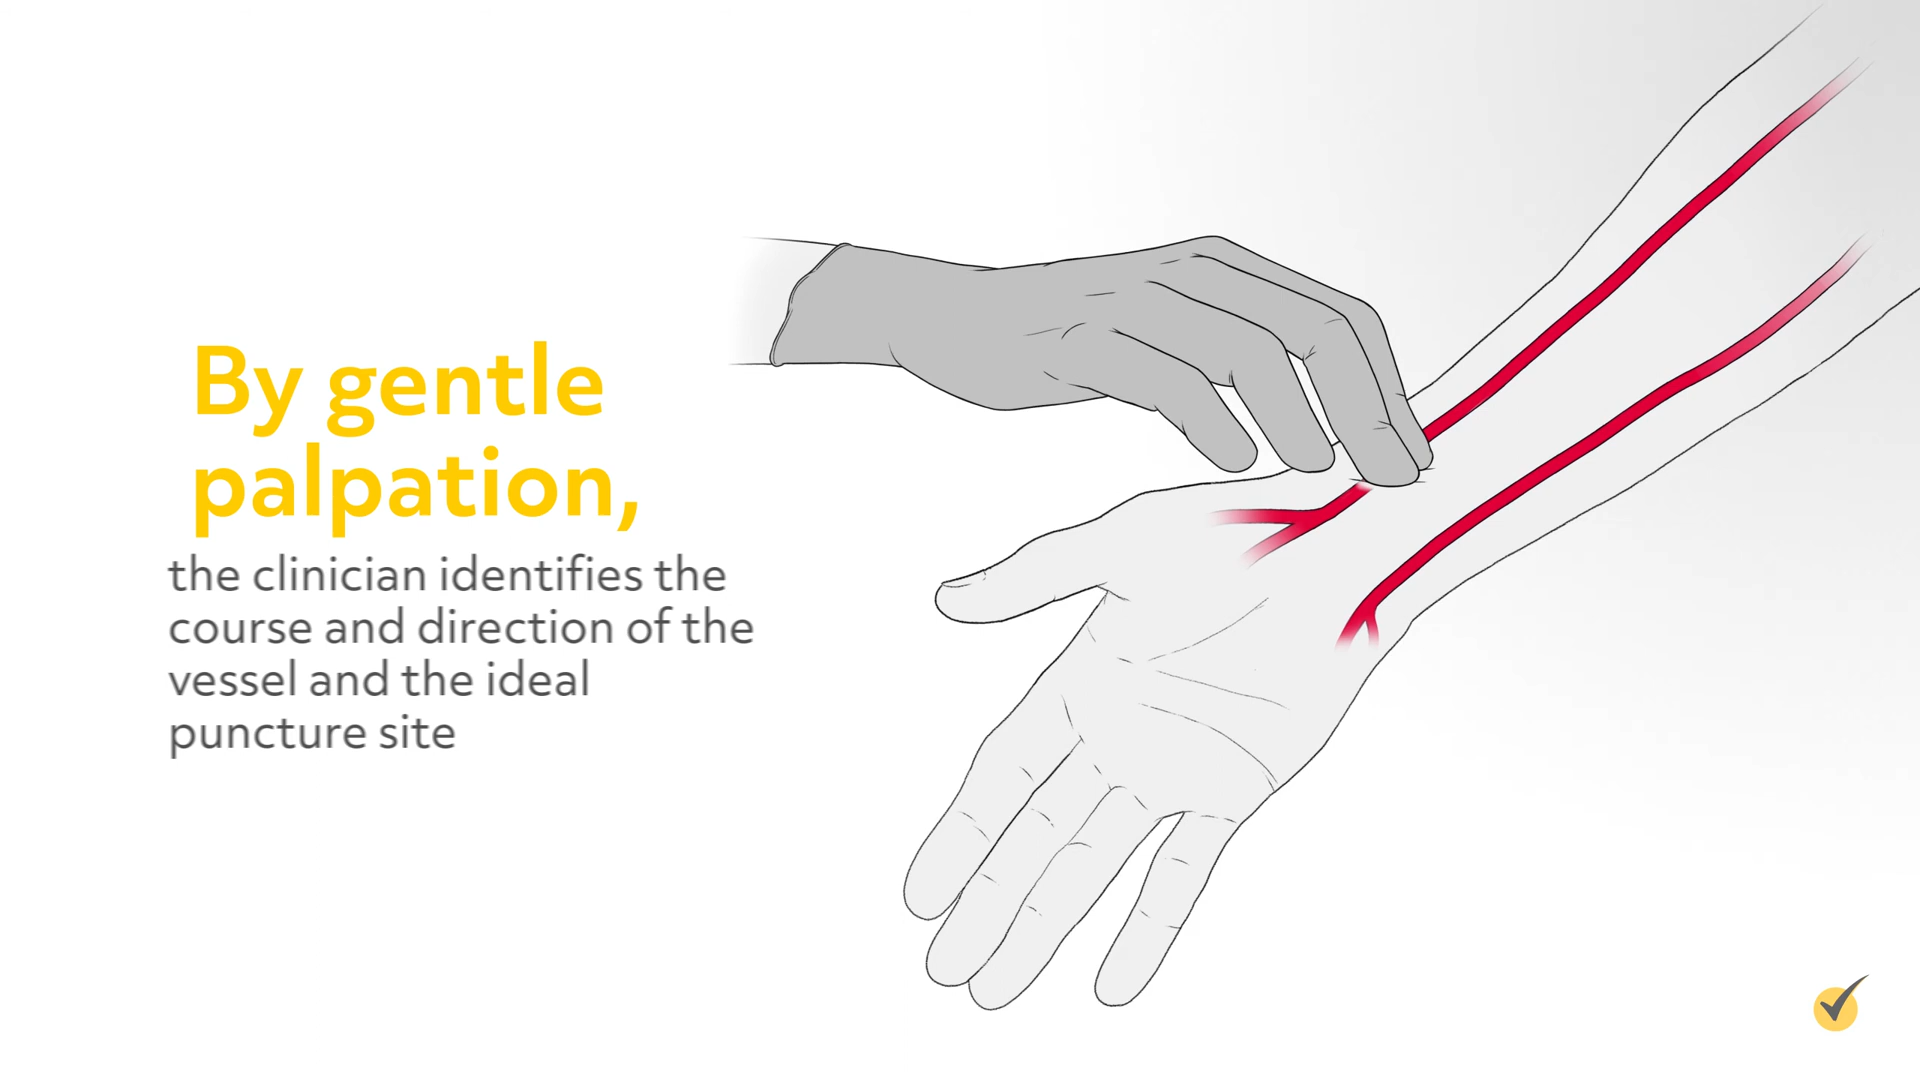 By gentle
palpation,
the clinician identifies the
course and direction of the
vessel and the ideal
puncture site